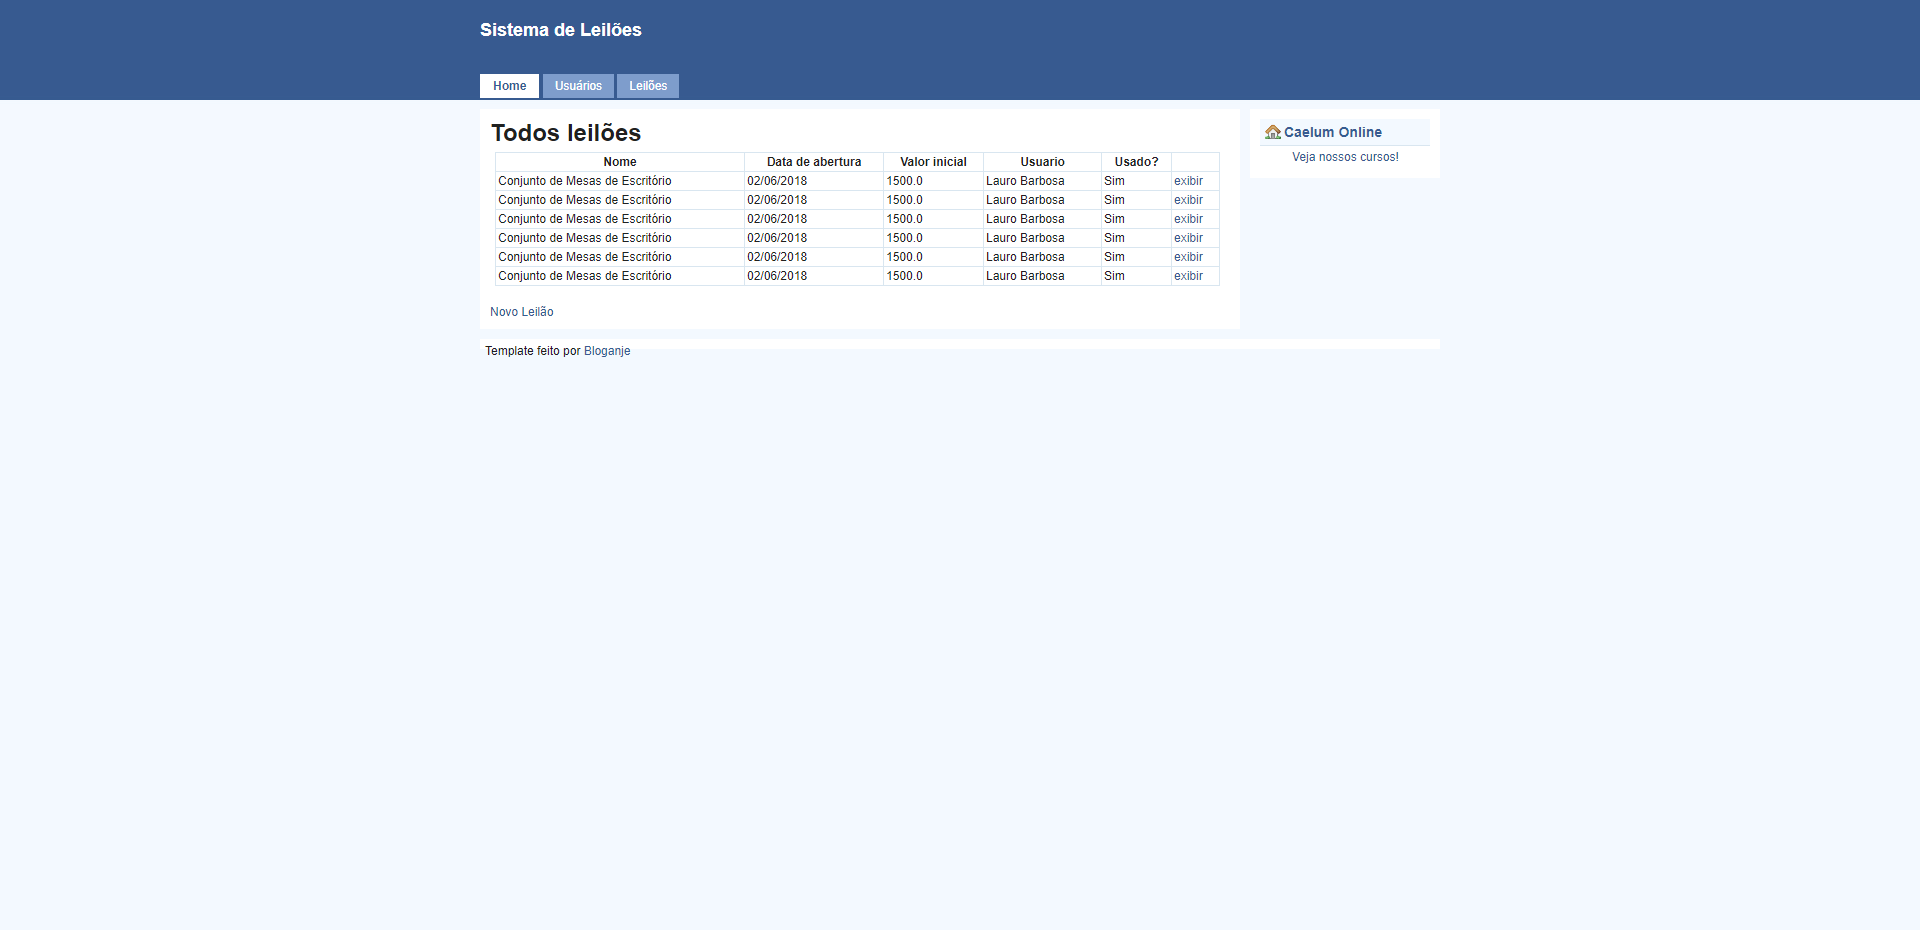 Sistema de Leilões
Home Usuários Leilões
Todos leilões
Nome Data de abertura Valor inicial Usuario Usado?
Conjunto de Mesas de Escritório 02/06/2018 1500.0 Lauro Barbosa Sim exibir
Conjunto de Mesas de Escritório 02/06/2018 1500.0 Lauro Barbosa Sim exibir
Conjunto de Mesas de Escritório 02/06/2018 1500.0 Lauro Barbosa Sim exibir
Conjunto de Mesas de Escritório 02/06/2018 1500.0 Lauro Barbosa Sim exibir
Conjunto de Mesas de Escritório 02/06/2018 1500.0 Lauro Barbosa Sim exibir
Conjunto de Mesas de Escritório 02/06/2018 1500.0 Lauro Barbosa Sim exibir
Novo Leilão
Caelum Online
Veja nossos cursos!
Template feito por Bloganje